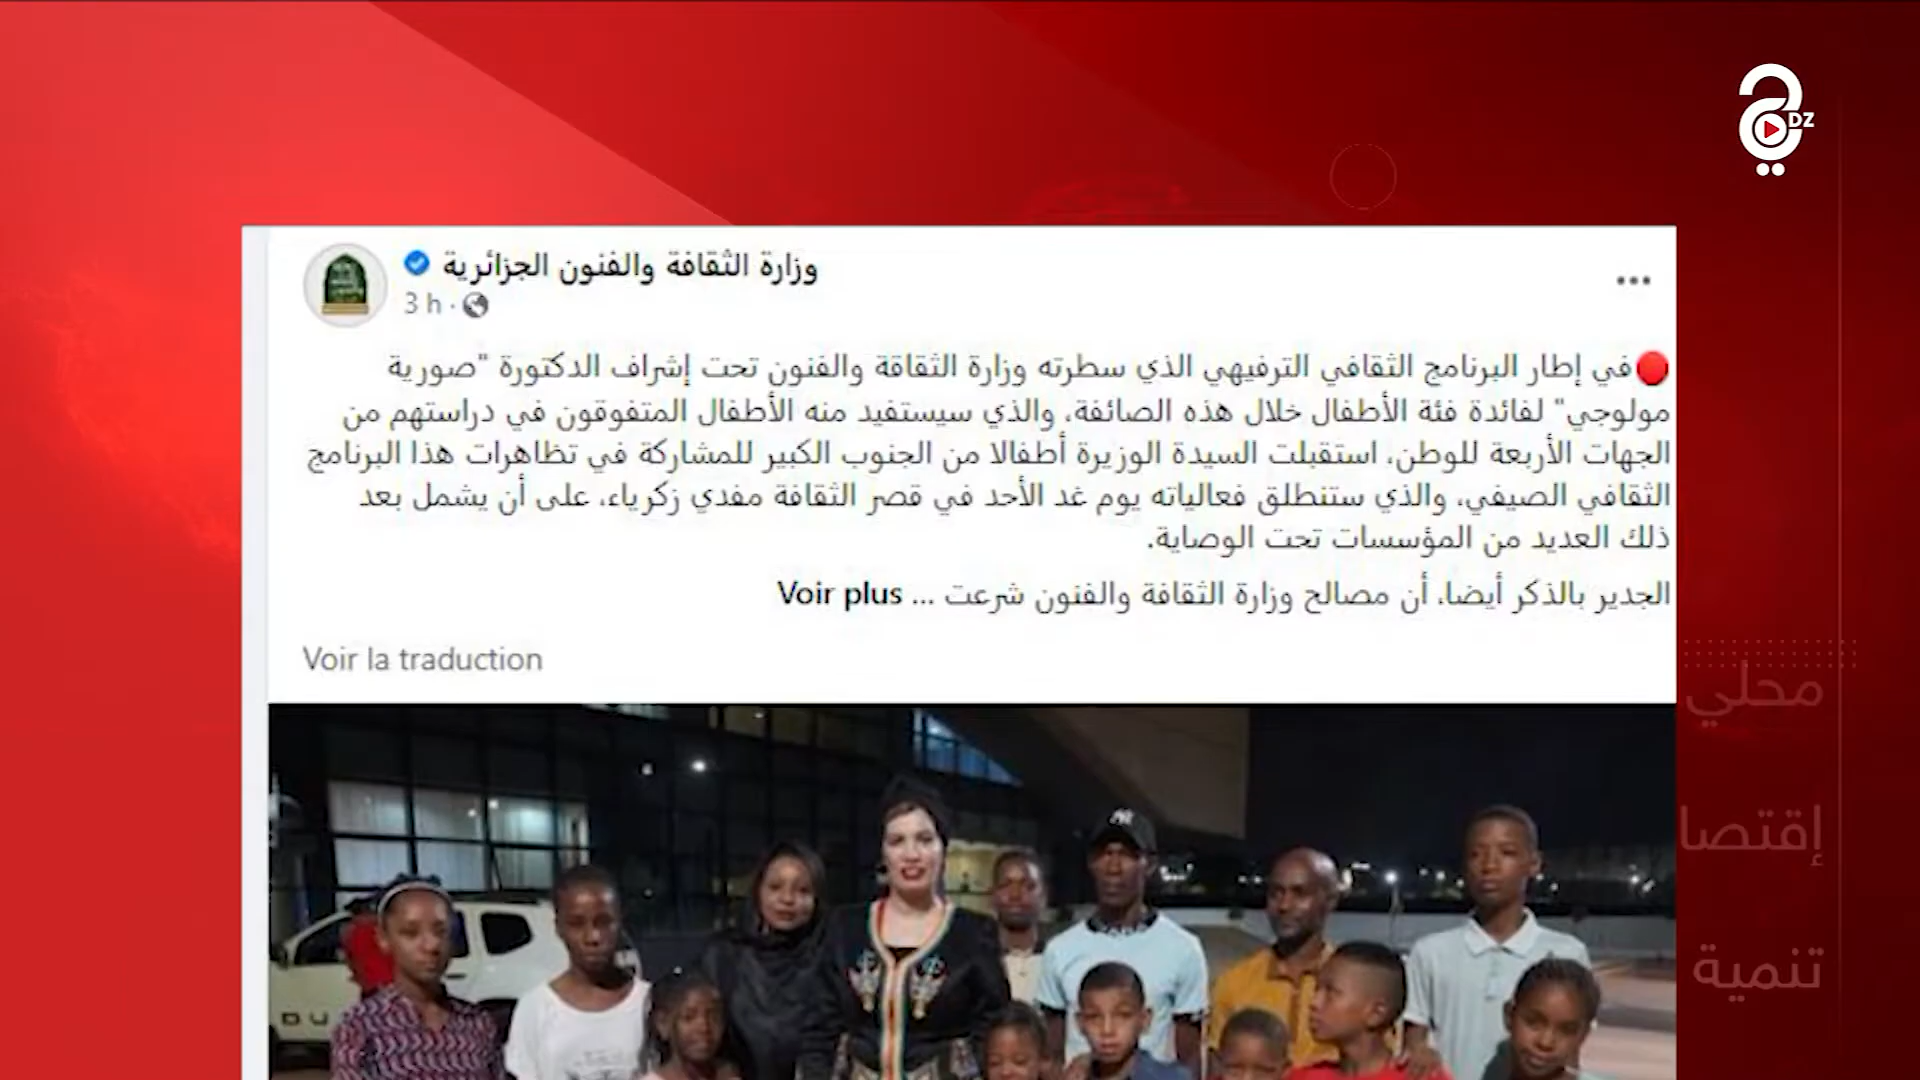 DZ
وزارة الثقافة والفنون الجزائرية
3 h ·
في إطار البرنامج الثقافي الترفيهي الذي سطرته وزارة الثقافة والفنون تحت إشراف الدكتورة "صورية
مولوجي" لفائدة فئة الأطفال خلال هذه الصائفة، والذي سيستفيد منه الأطفال المتفوقون في دراستهم من
الجهات الأربعة للوطن، استقبلت السيدة الوزيرة أطفالا من الجنوب الكبير للمشاركة في تظاهرات هذا البرنامج
الثقافي الصيفي، والذي ستنطلق فعالياته يوم غد الأحد في قصر الثقافة مفدي زكرياء، على أن يشمل بعد
ذلك العديد من المؤسسات تحت الوصاية.
الجدير بالذكر أيضا، أن مصالح وزارة الثقافة والفنون شرعت ... Voir plus
Voir la traduction
محلي
إقتصا
تنمية
DU